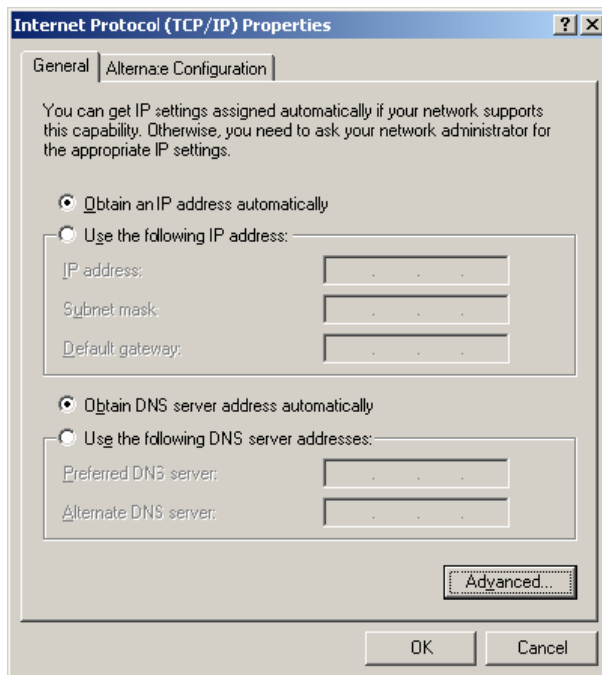 Internet Protocol (TCP/IP) Properties
General
Alternate Configuration
You can get IP settings assigned automatically if your network supports
this capability. Otherwise, you need to ask your network administrator for
the appropriate IP settings.
Obtain an IP address automatically
Use the following IP address:
IP address:
Subnet mask:
Default gateway:
Obtain DNS server address automatically
Use the following DNS server addresses:
Preferred DNS server:
Alternate DNS server:
Advanced...
OK
Cancel